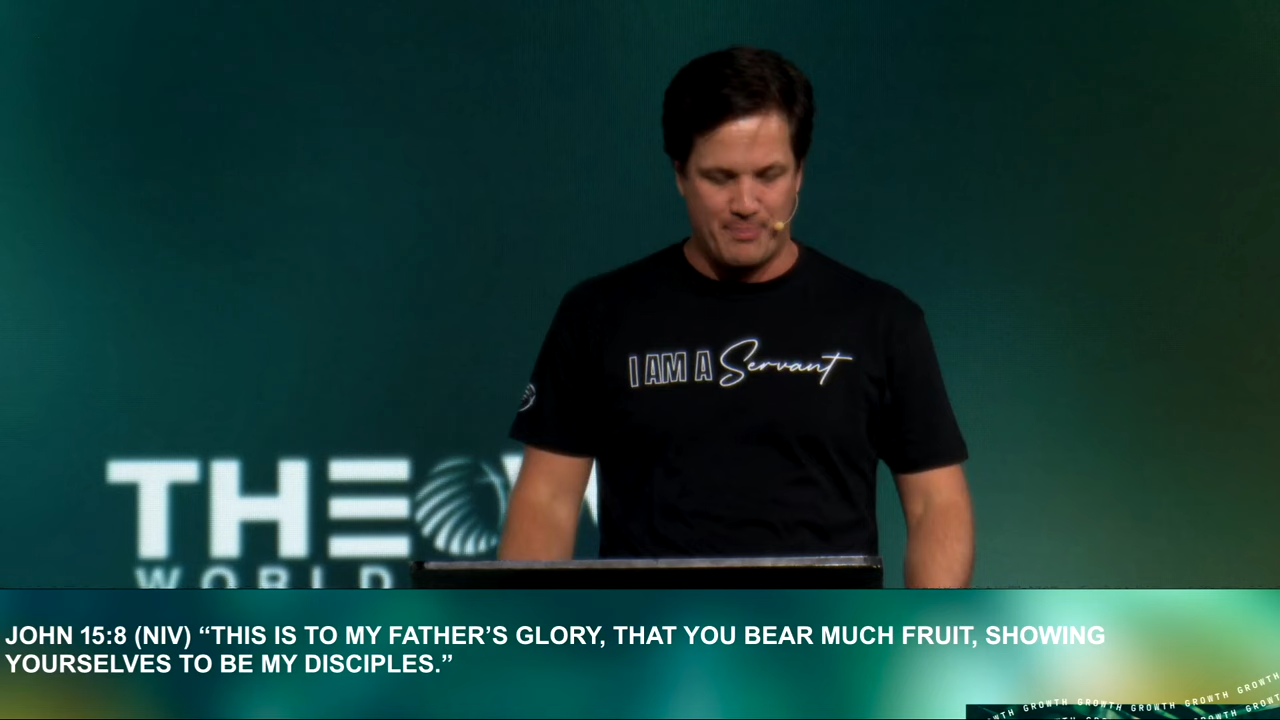 I AM A Servant
THE
WORLD
JOHN 15:8 (NIV) “THIS IS TO MY FATHER’S GLORY, THAT YOU BEAR MUCH FRUIT, SHOWING
YOURSELVES TO BE MY DISCIPLES.”
GROWTH GROWTH GROWTH GROWTH GROWTH